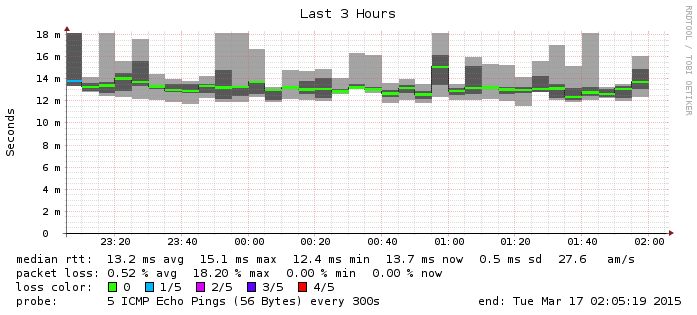 Last 3 Hours
RRDTOOL / TOBI OETIKER
Seconds
18 m
16 m
14 m
12 m
10 m
8 m
6 m
4 m
2 m
0
23:20 23:40 00:00 00:20 00:40 01:00 01:20 01:40 02:00
median rtt: 13.2 ms avg 15.1 ms max 12.4 ms min 13.7 ms now 0.5 ms sd 27.6 am/s
packet loss: 0.52 % avg 18.20 % max 0.00 % min 0.00 % now
loss color: 0 1/5 2/5 3/5 4/5
probe: 5 ICMP Echo Pings (56 Bytes) every 300s end: Tue Mar 17 02:05:19 2015